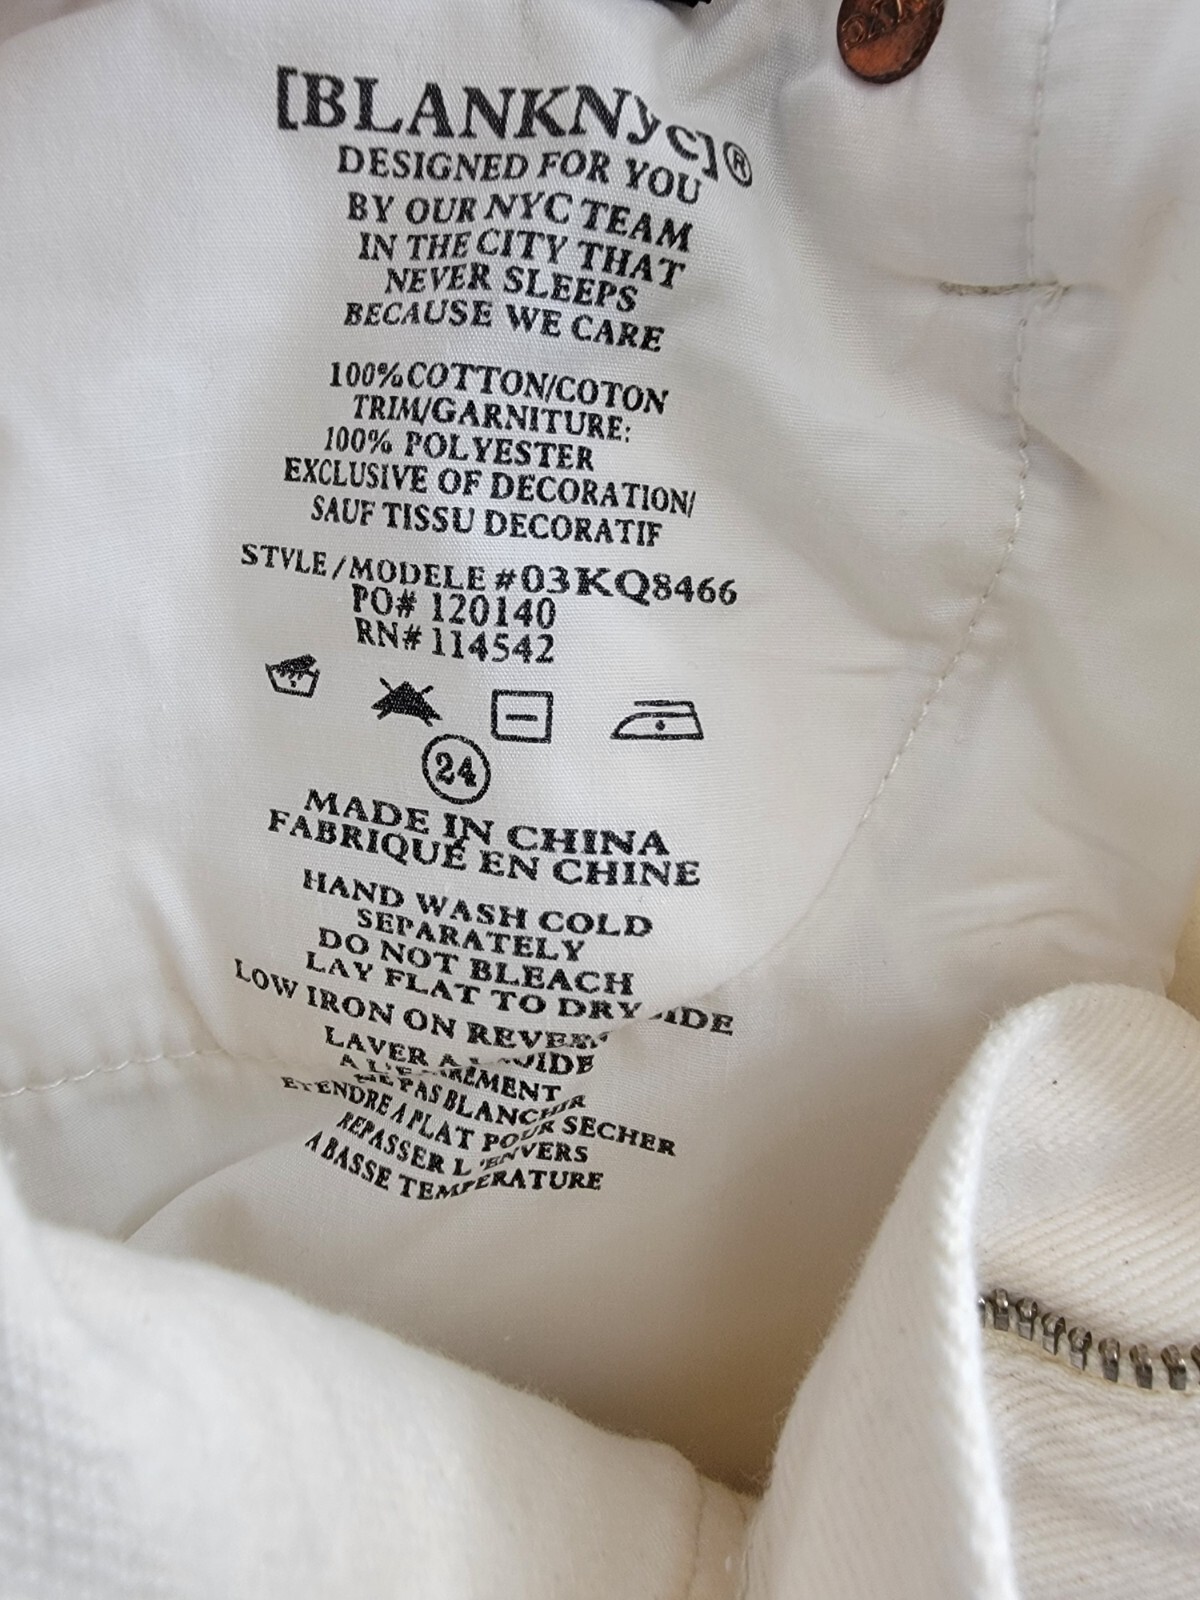 [BLANKNYC]®
DESIGNED FOR YOU
BY OUR NYC TEAM
IN THE CITY THAT
NEVER SLEEPS
BECAUSE WE CARE
100%COTTON/COTON
TRIM/GARNITURE:
100% POLYESTER
EXCLUSIVE OF DECORATION/
SAUF TISSU DECORATIF
STYLE/MODELE #03KQ8466
PO# 120140
RN# 114542
24
MADE IN CHINA
FABRIQUÉ EN CHINE
HAND WASH COLD
SEPARATELY
DO NOT BLEACH
LAY FLAT TO DRY
LOW IRON ON
LAVER A
A
PAS BLANCHIR
ETENDRE A PLAT POUR SECHER
REPASSER L'ENVERS
A BASSE TEMPERATURE